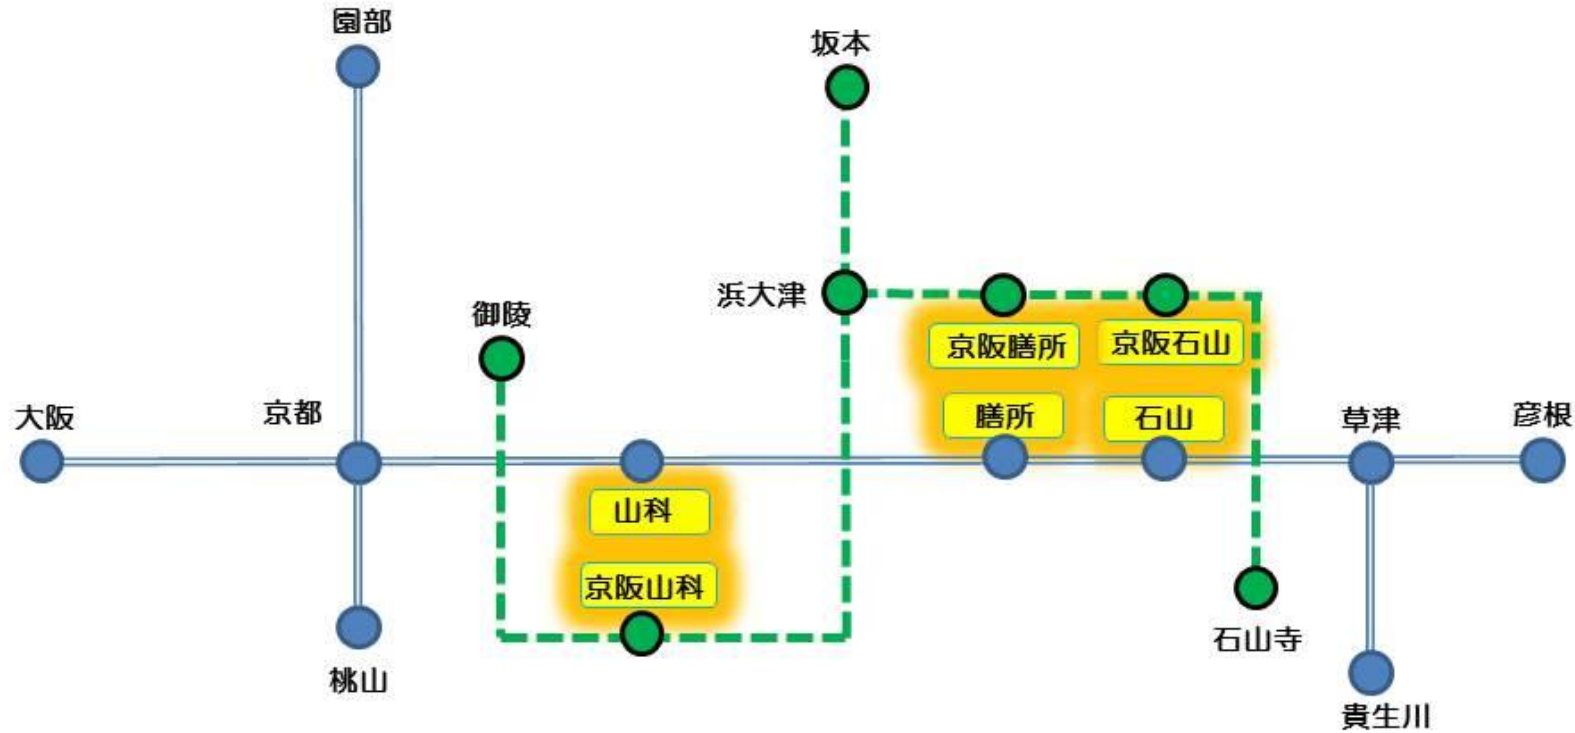 園部
坂本
浜大津
御陵
京阪膳所
京阪石山
大阪
京都
膳所
石山
草津
彦根
山科
京阪山科
石山寺
桃山
貴生川